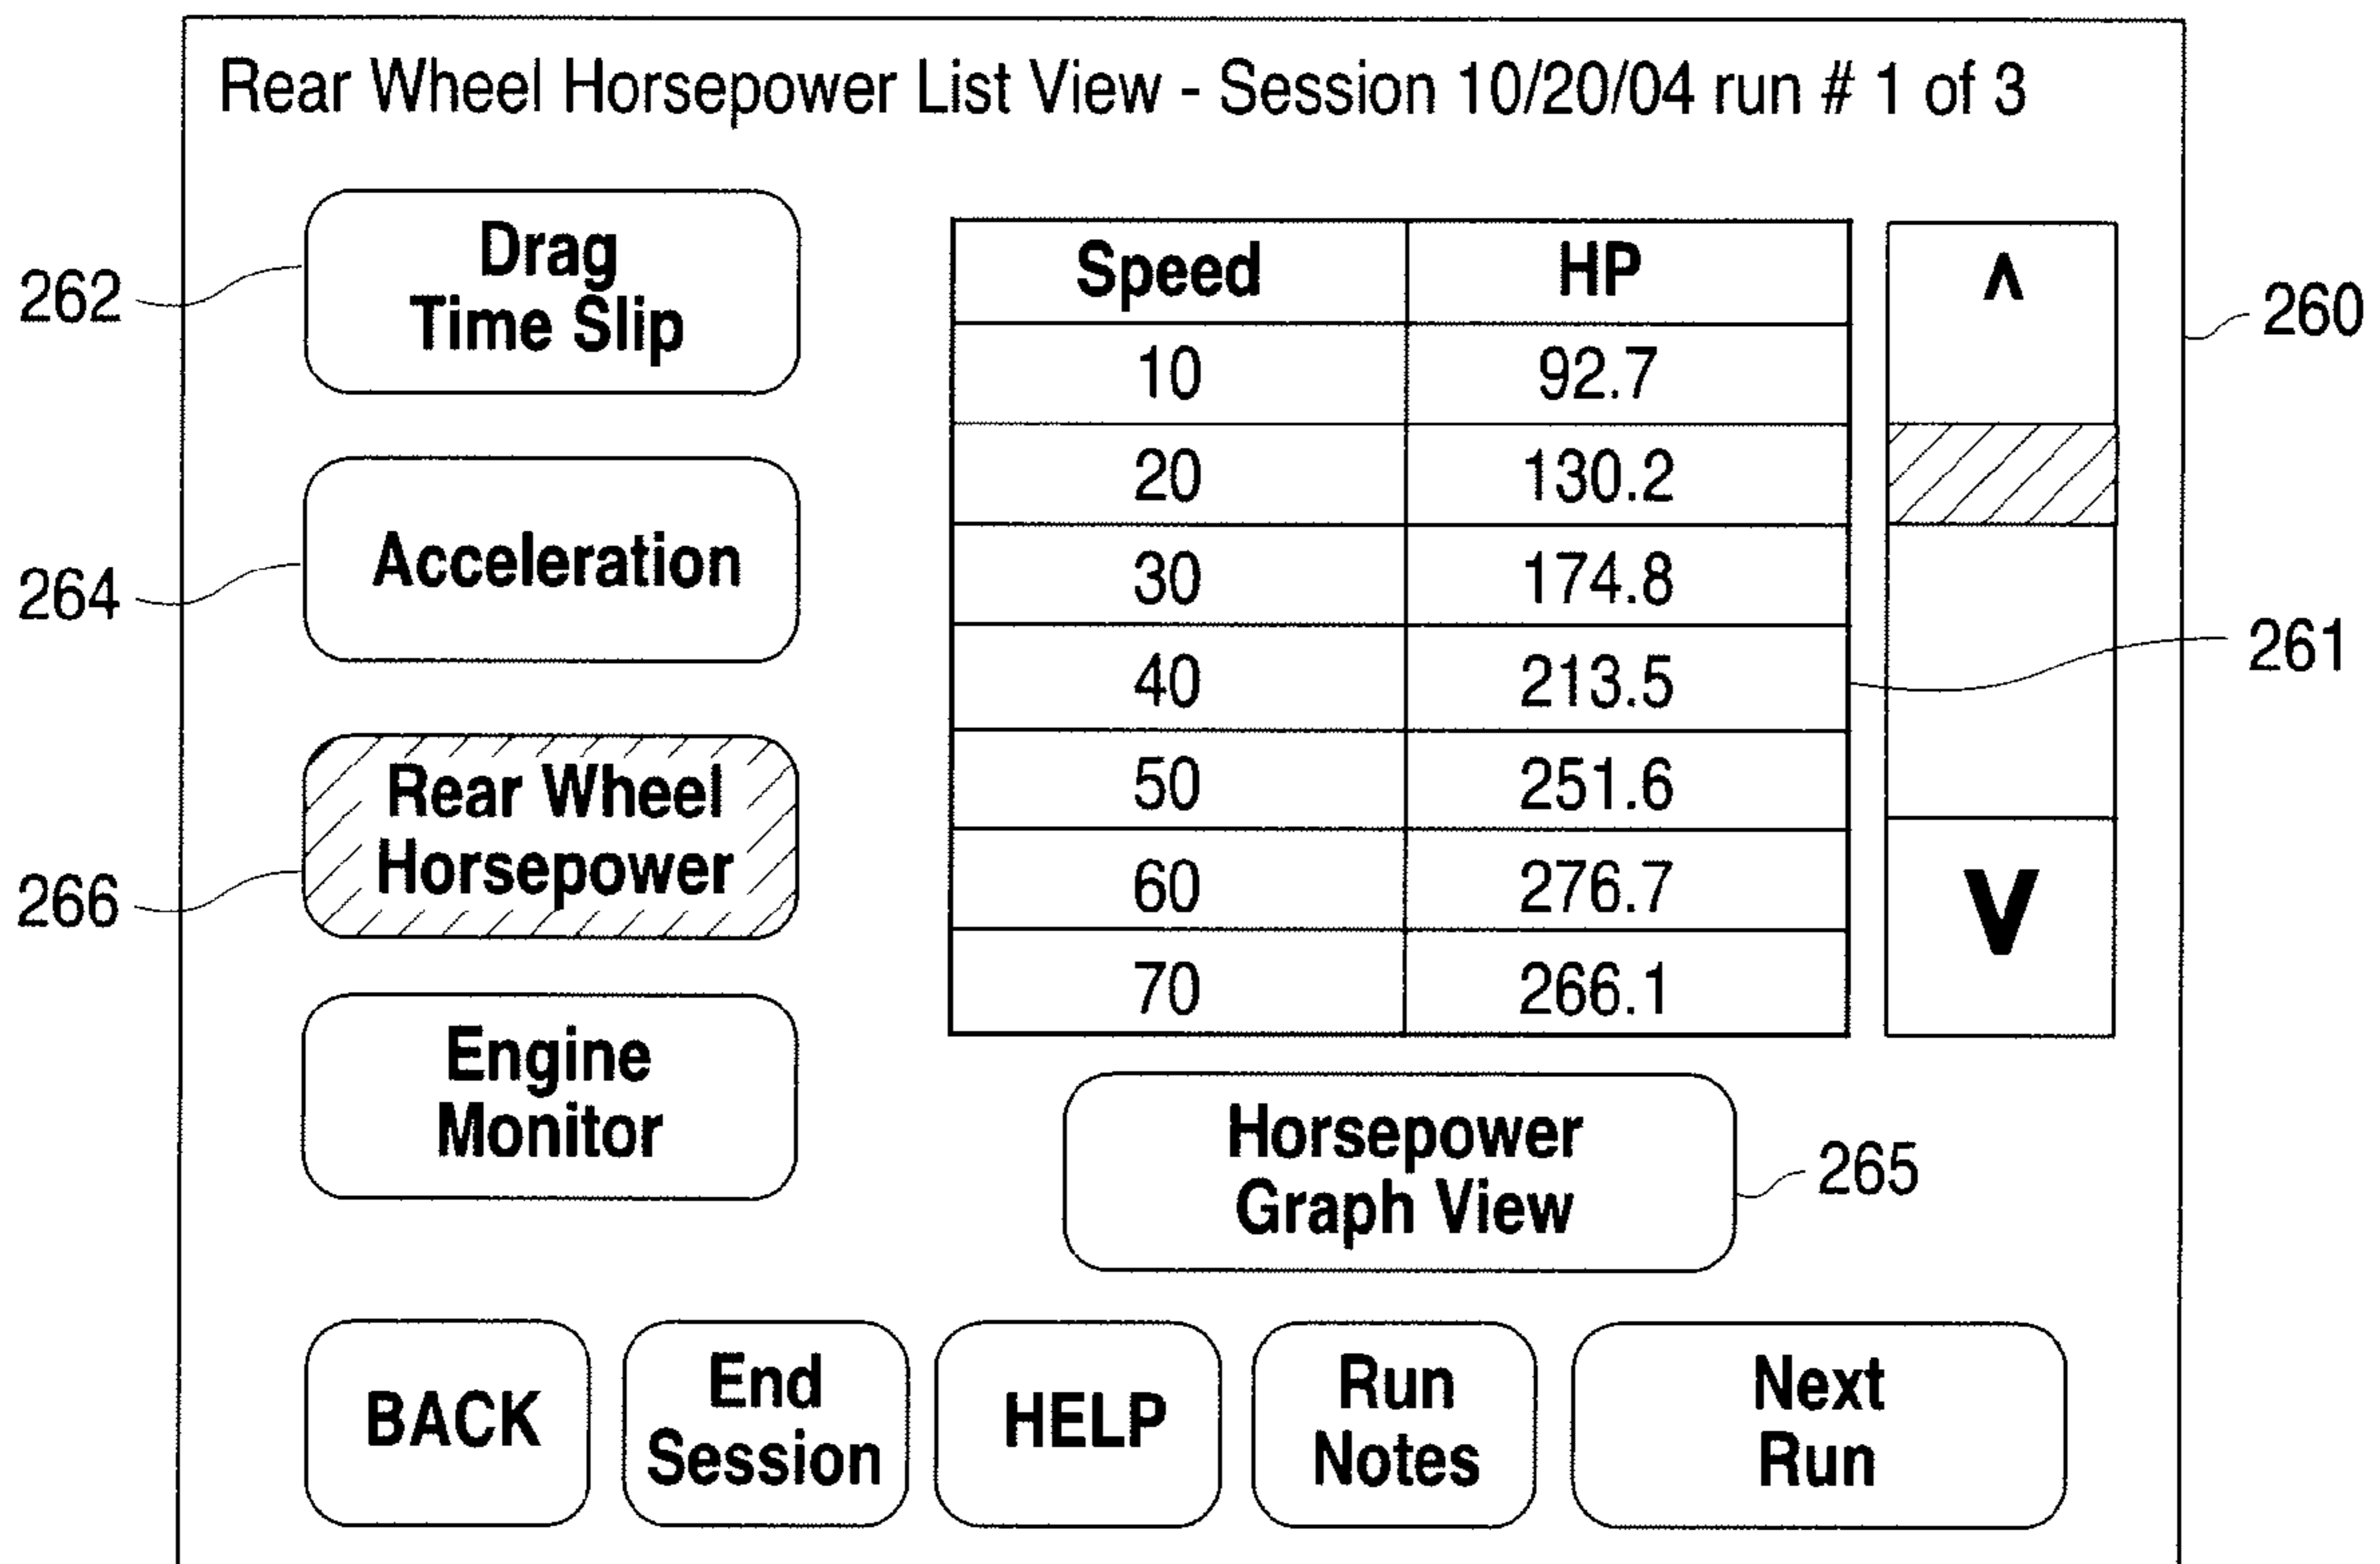 Rear Wheel Horsepower List View - Session 10/20/04 run # 1 of 3
262
Drag
Time Slip
264
Acceleration
266
Rear Wheel
Horsepower
Engine
Monitor
Speed HP
10 92.7
20 130.2
30 174.8
40 213.5
50 251.6
60 276.7
70 266.1
Λ
V
260
261
Horsepower
Graph View
265
BACK
End
Session
HELP
Run
Notes
Next
Run